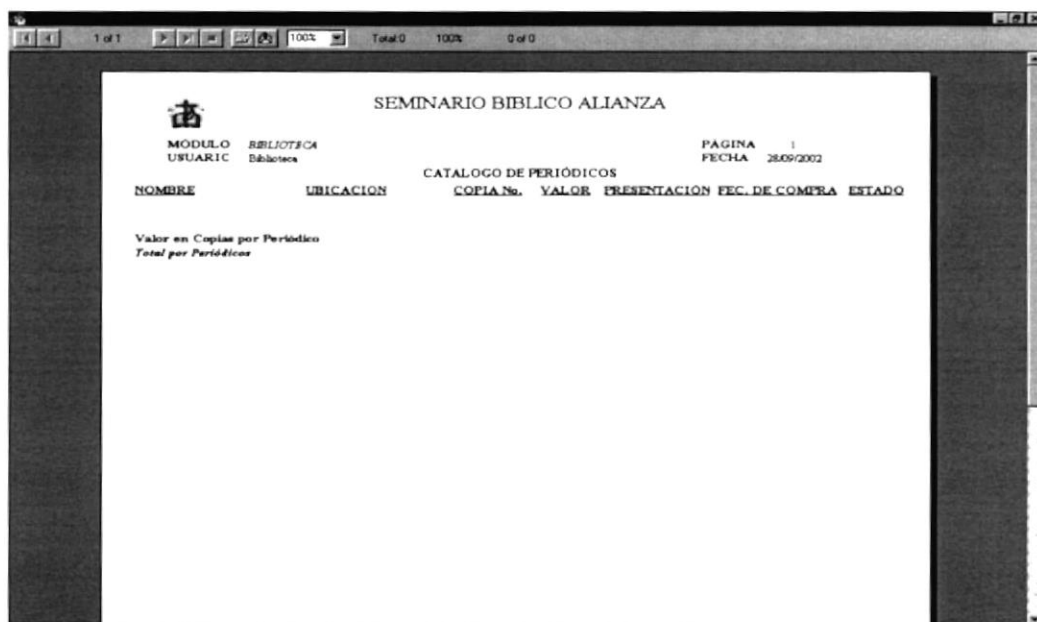 1 of 1 100% Total:0 100% 0 of 0
SEMINARIO BIBLICO ALIANZA
MODULO BIBLIOTECA PÁGINA 1
USUARIC Biblioteca FECHA 28/09/2002
CATALOGO DE PERIÓDICOS
NOMBRE UBICACION COPIA No. VALOR PRESENTACION FEC. DE COMPRA ESTADO
Valor en Copias por Periódico
Total por Periódicos